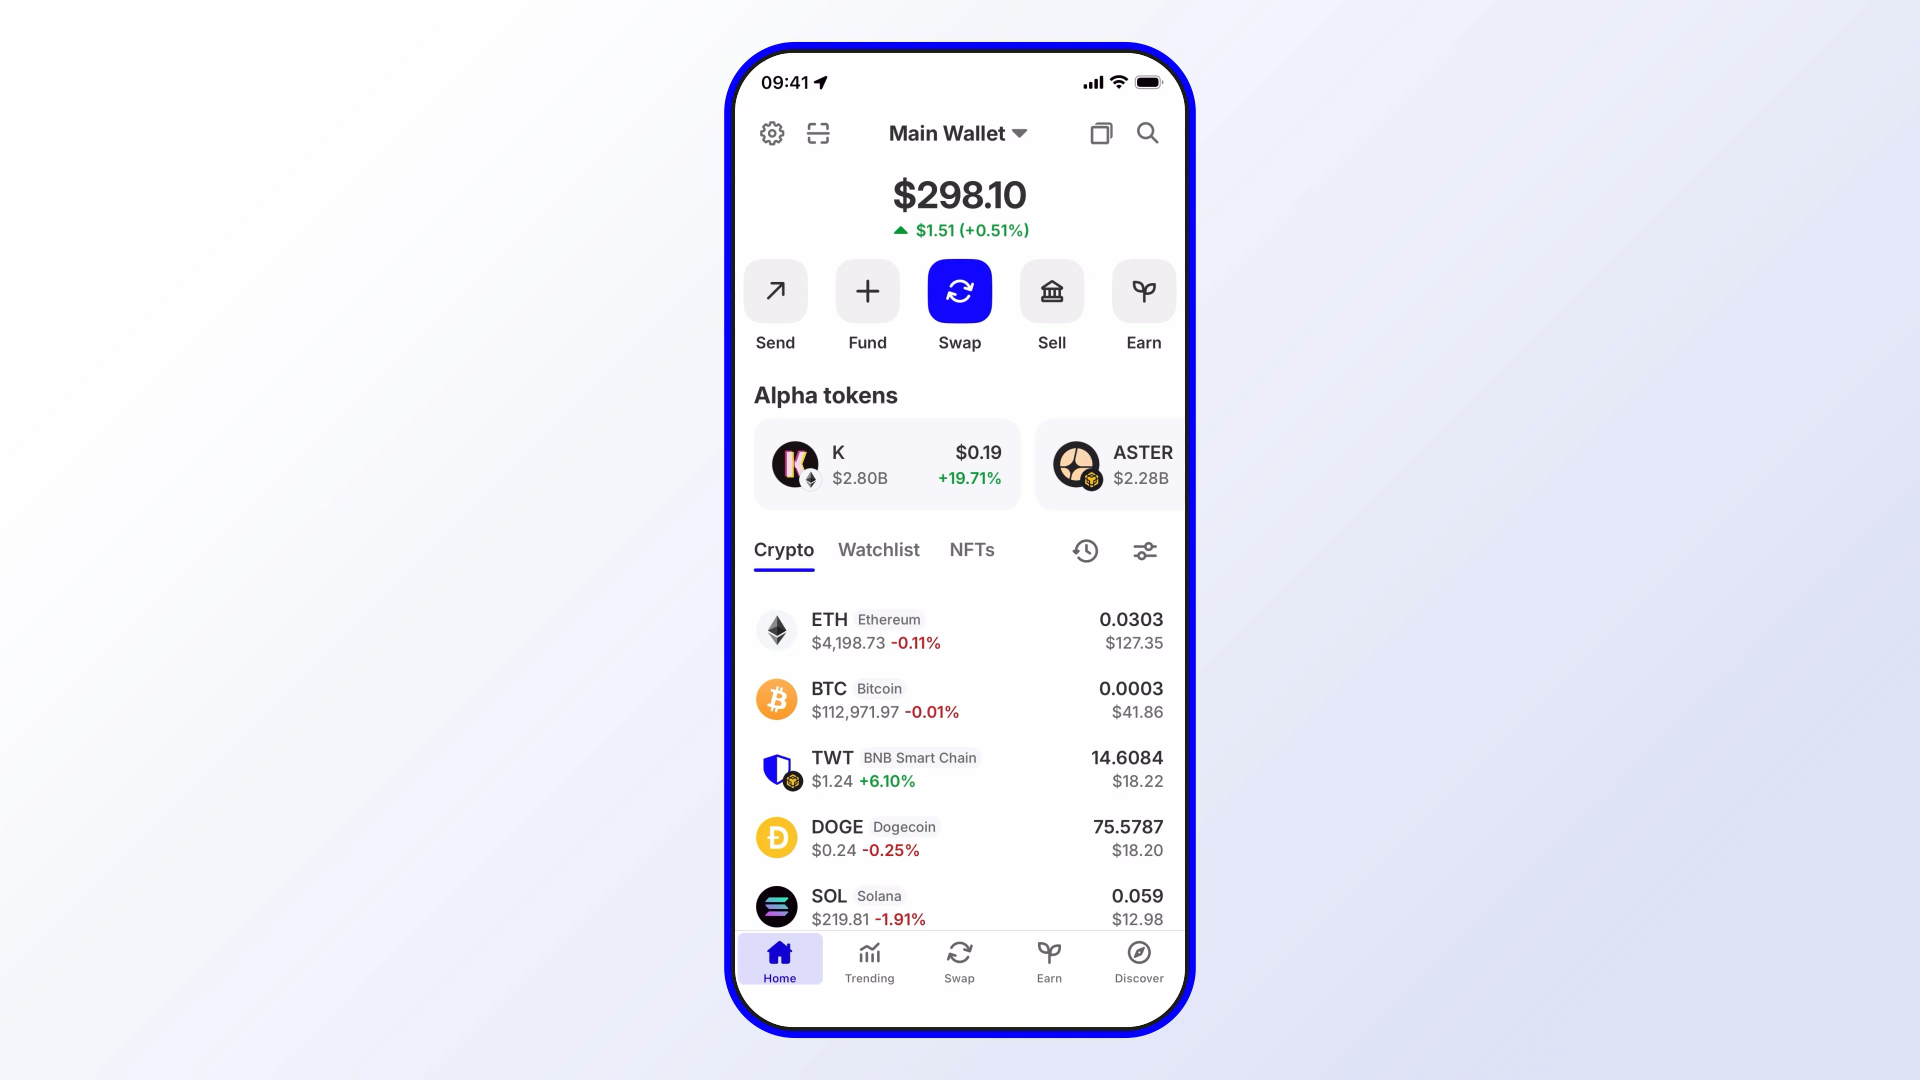 09:41
Main Wallet
$298.10
$1.51 (+0.51%)
Send Fund Swap Sell Earn
Alpha tokens
K $0.19
$2.80B +19.71%
ASTER
$2.28B
Crypto Watchlist NFTs
ETH Ethereum 0.0303
$4,198.73 -0.11% $127.35
BTC Bitcoin 0.0003
$112,971.97 -0.01% $41.86
TWT BNB Smart Chain 14.6084
$1.24 +6.10% $18.22
DOGE Dogecoin 75.5787
$0.24 -0.25% $18.20
SOL Solana 0.059
$219.81 -1.91% $12.98
Home Trending Swap Earn Discover